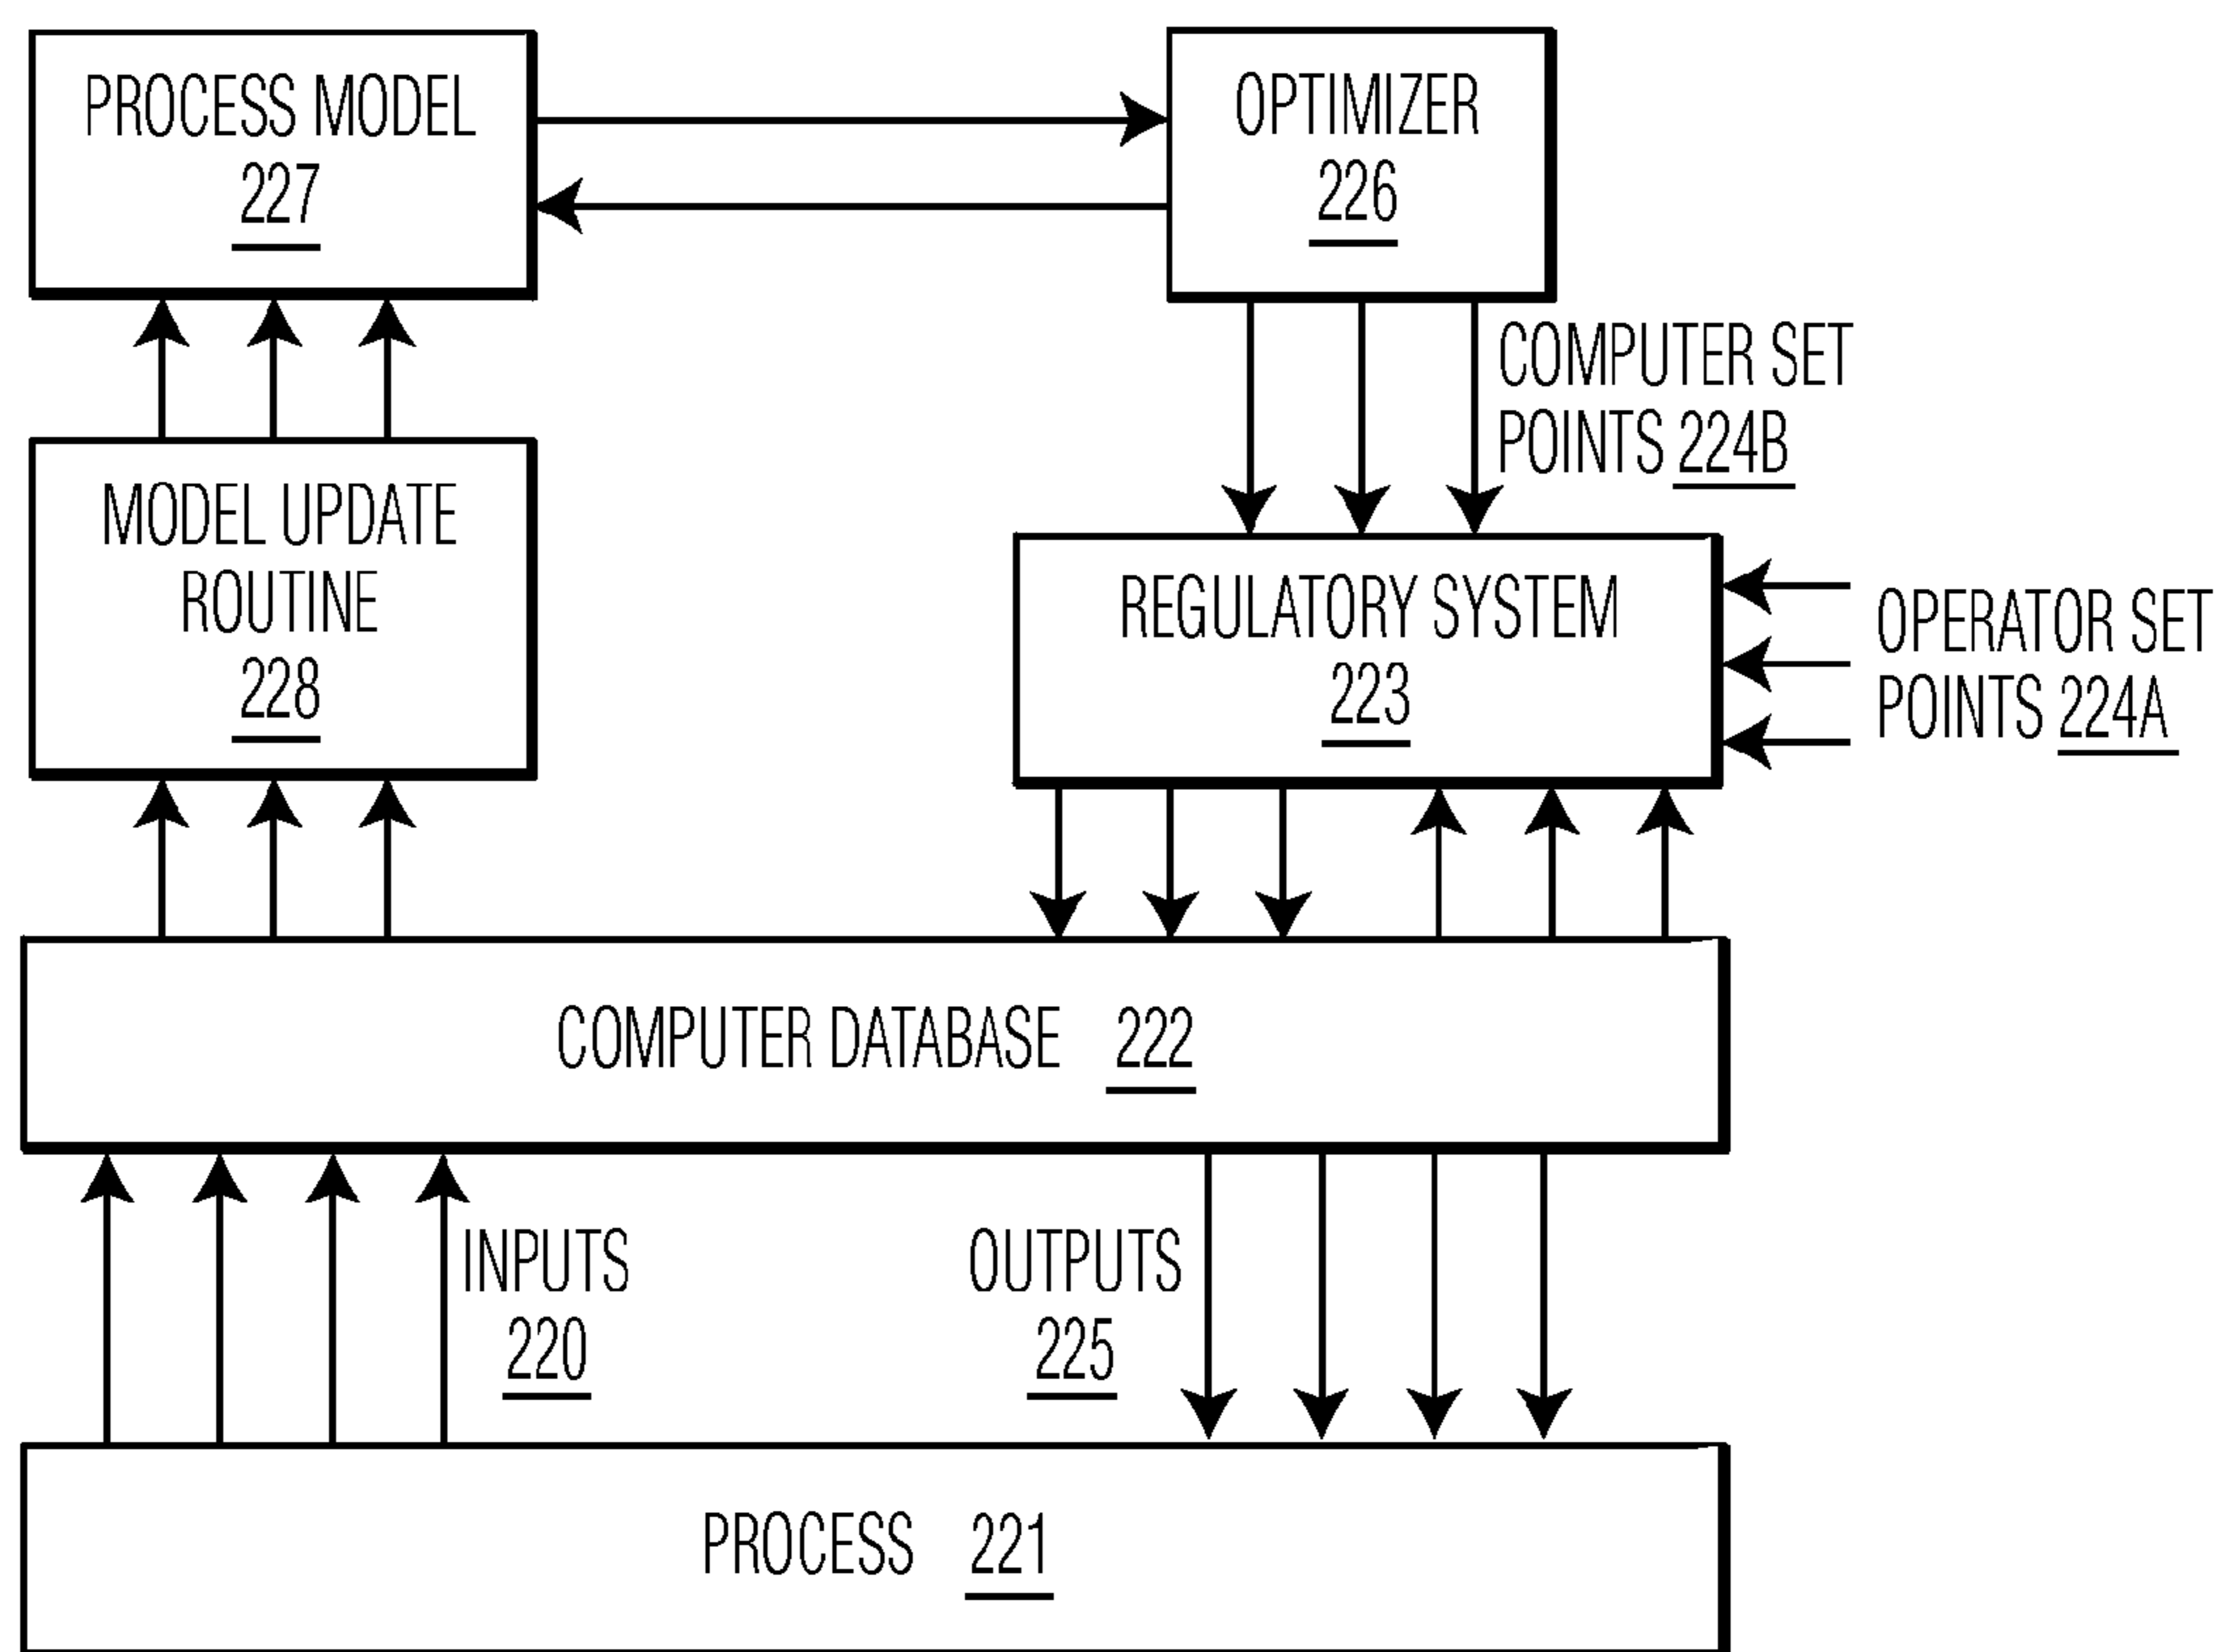 PROCESS MODEL
227
OPTIMIZER
226
COMPUTER SET
POINTS 224B
MODEL UPDATE
ROUTINE
228
REGULATORY SYSTEM
223
OPERATOR SET
POINTS 224A
COMPUTER DATABASE 222
INPUTS
220
OUTPUTS
225
PROCESS 221